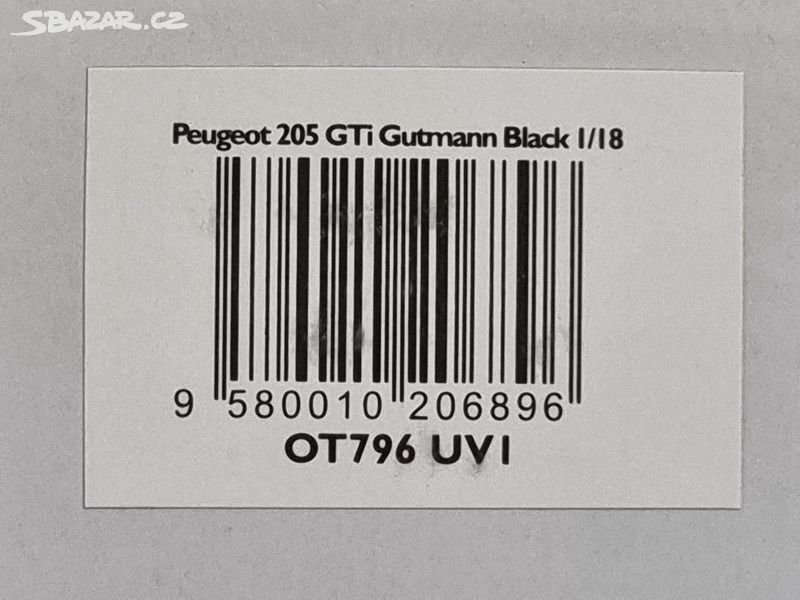 SBAZAR.CZ
Peugeot 205 GTi Gutmann Black 1/18
9 580010 206896
OT796 UV1